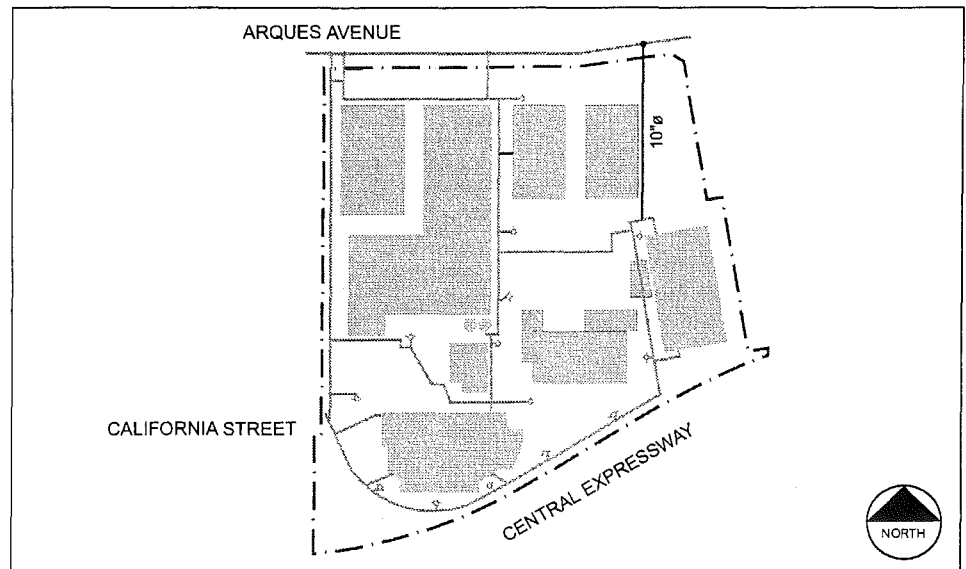 ARQUES AVENUE
10"ø
CALIFORNIA STREET
CENTRAL EXPRESSWAY
NORTH